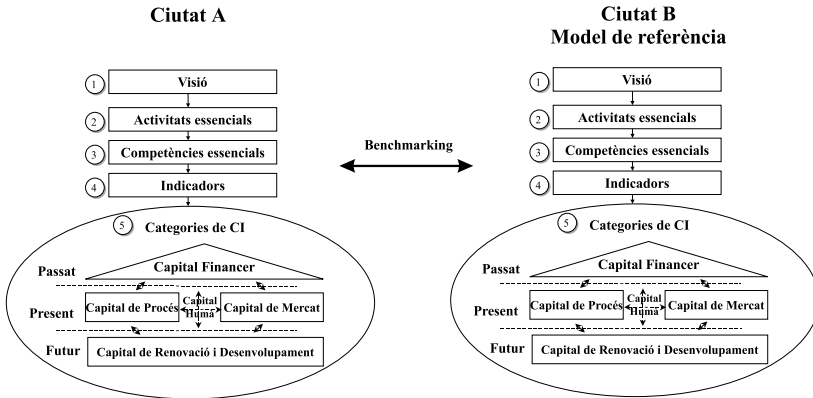 Ciutat A
1
Visió
2
Activitats essencials
3
Competències essencials
4
Indicadors
5
Categories de CI
Capital Financer
Passat
Capital de Procés
Capital
Humà
Capital de Mercat
Present
Futur
Capital de Renovació i Desenvolupament
Benchmarking
Ciutat B
Model de referència
1
Visió
2
Activitats essencials
3
Competències essencials
4
Indicadors
5
Categories de CI
Capital Financer
Passat
Capital de Procés
Capital
Humà
Capital de Mercat
Present
Futur
Capital de Renovació i Desenvolupament